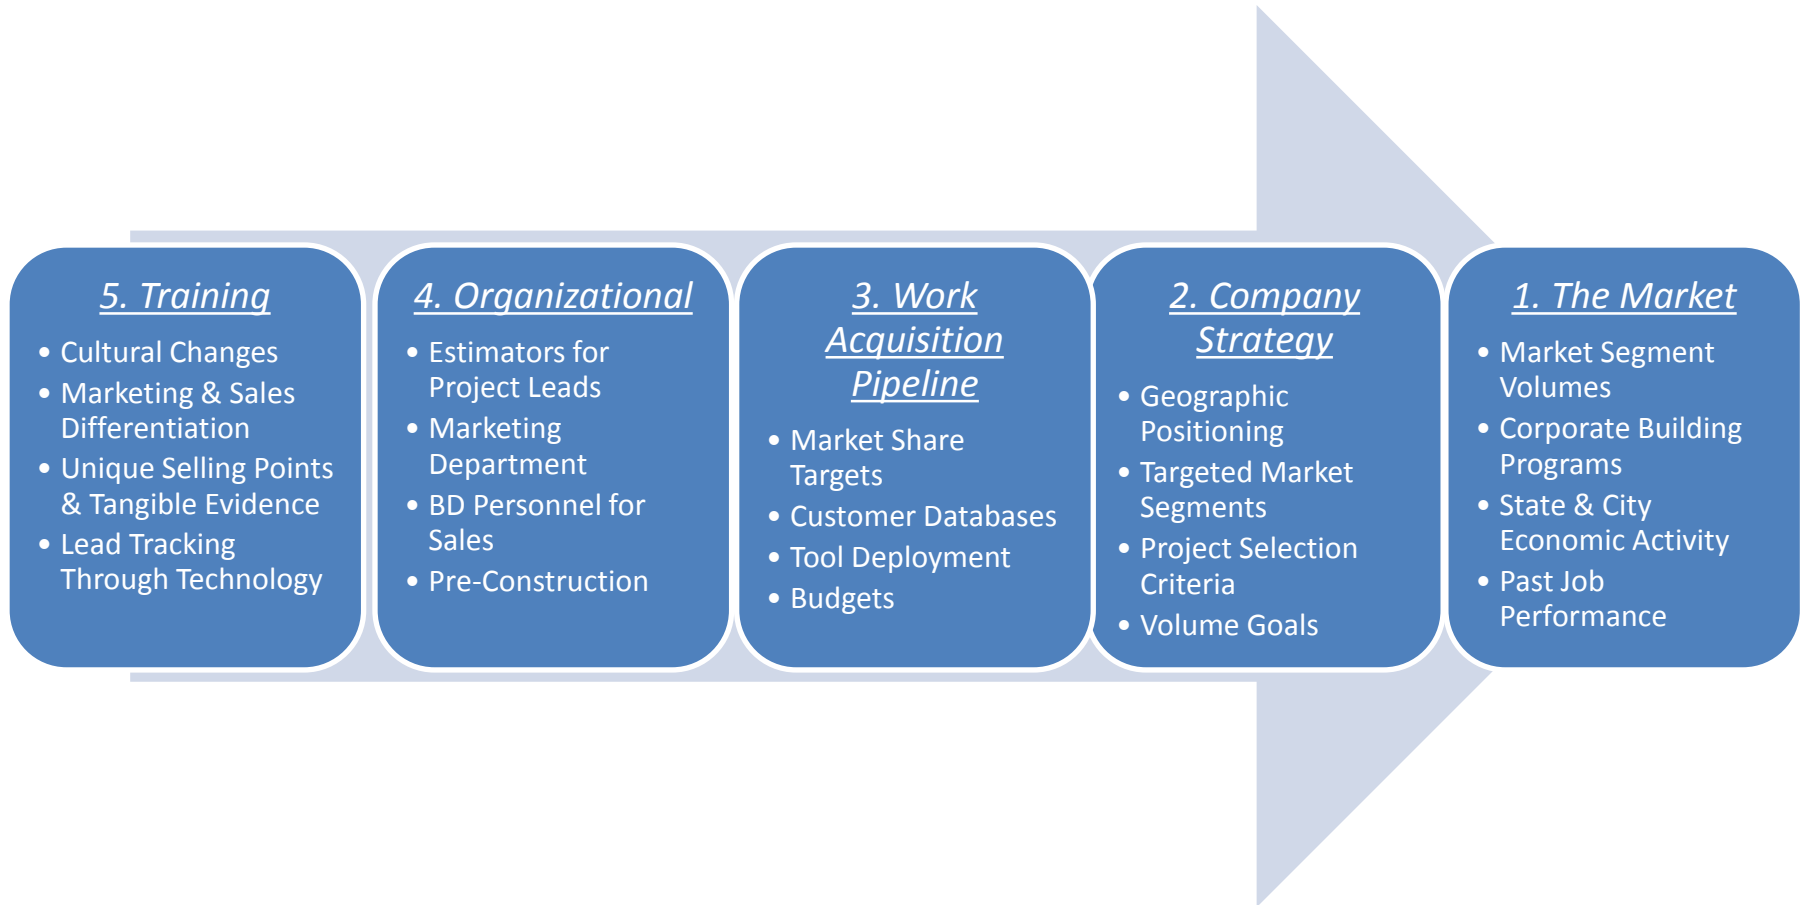 5. Training
• Cultural Changes
• Marketing & Sales
Differentiation
• Unique Selling Points
& Tangible Evidence
• Lead Tracking
Through Technology
4. Organizational
• Estimators for
Project Leads
• Marketing
Department
• BD Personnel for
Sales
• Pre-Construction
3. Work
Acquisition
Pipeline
• Market Share
Targets
• Customer Databases
• Tool Deployment
• Budgets
2. Company
Strategy
• Geographic
Positioning
• Targeted Market
Segments
• Project Selection
Criteria
• Volume Goals
1. The Market
• Market Segment
Volumes
• Corporate Building
Programs
• State & City
Economic Activity
• Past Job
Performance